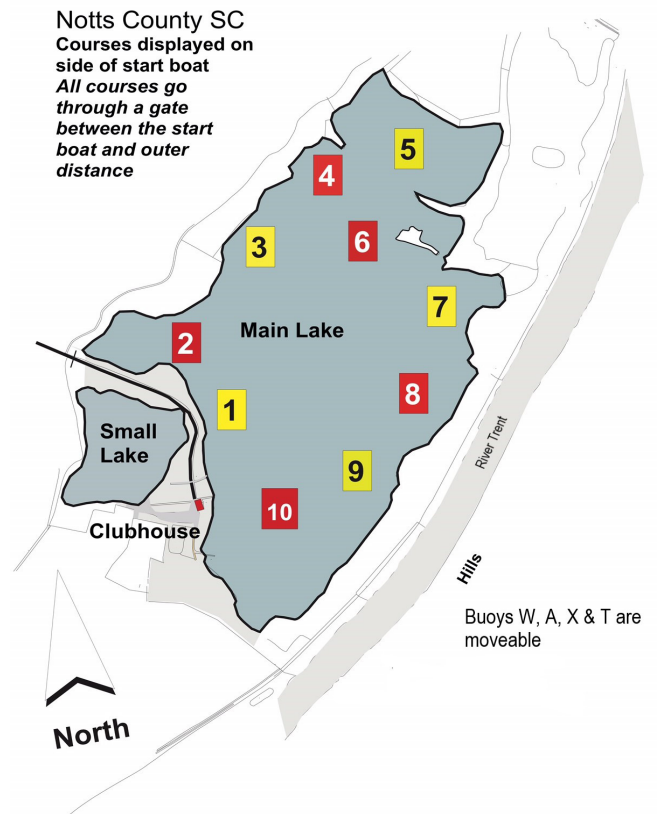 Notts County SC
Courses displayed on
side of start boat
All courses go
through a gate
between the start
boat and outer
distance
5
4
6
3
7
Main Lake
2
8
1
Small
Lake
River Trent
9
10
Clubhouse
Hills
Buoys W, A, X & T are
moveable
North